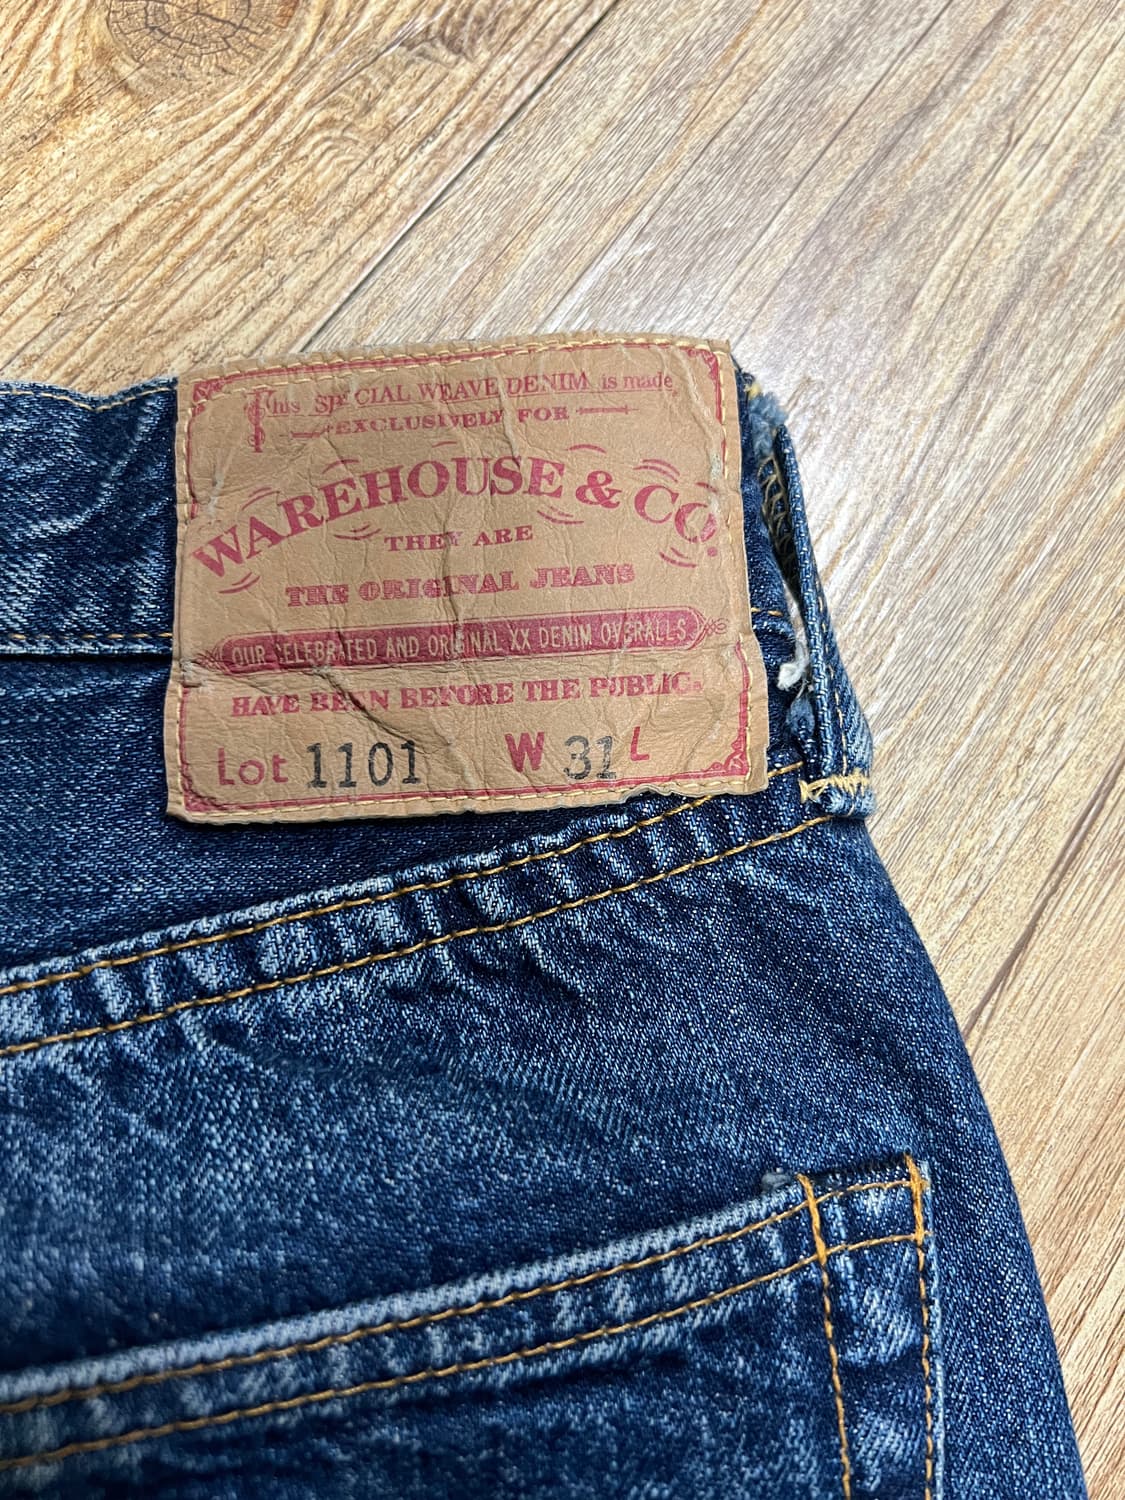 This SPECIAL WEAVE DENIM is made
EXCLUSIVELY FOR
WAREHOUSE & CO.
THEY ARE
THE ORIGINAL JEANS
OUR CELEBRATED AND ORIGINAL XX DENIM OVERALLS
HAVE BEEN BEFORE THE PUBLIC.
Lot 1101 W 31 L